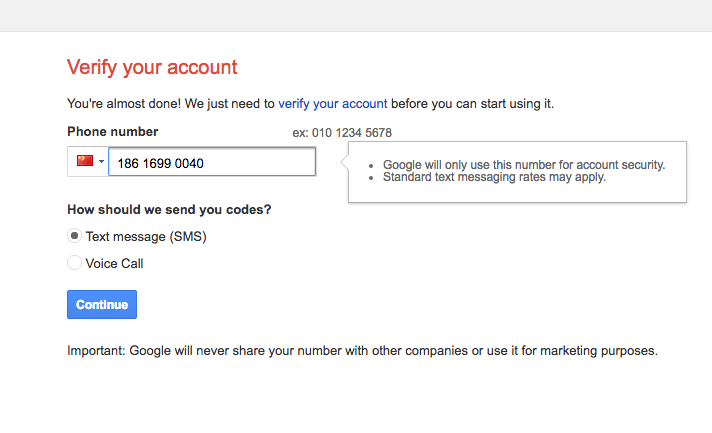 Verify your account
You're almost done! We just need to verify your account before you can start using it.
Phone number
ex: 010 1234 5678
186 1699 0040
Google will only use this number for account security.
Standard text messaging rates may apply.
How should we send you codes?
Text message (SMS)
Voice Call
Continue
Important: Google will never share your number with other companies or use it for marketing purposes.